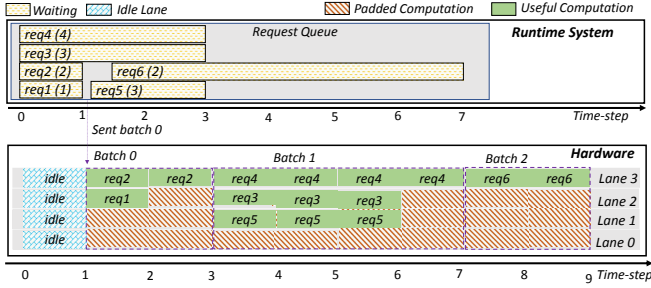 Waiting Idle Lane Padded Computation Useful Computation
req4 (4) Request Queue Runtime System
req3 (3)
req2 (2) req6 (2)
req1 (1) req5 (3)
0 1 2 3 4 5 6 7 Time-step
Sent batch 0
Hardware
Batch 0 Batch 1 Batch 2
idle req2 req2 req4 req4 req4 req4 req6 req6 Lane 3
idle req1 req3 req3 req3 Lane 2
idle req5 req5 req5 Lane 1
idle Lane 0
0 1 2 3 4 5 6 7 8 9 Time-step